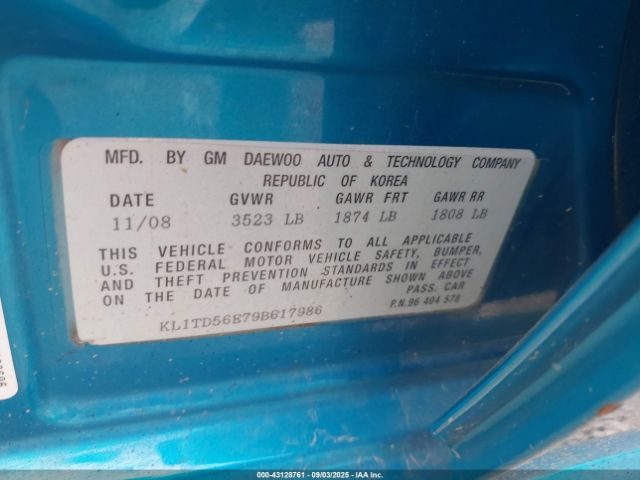 MFD. BY GM DAEWOO AUTO & TECHNOLOGY COMPANY
REPUBLIC OF KOREA
DATE GVWR GAWR FRT GAWR RR
11/08 3523 LB 1874 LB 1808 LB
THIS VEHICLE CONFORMS TO ALL APPLICABLE
U.S. FEDERAL MOTOR VEHICLE SAFETY, BUMPER,
AND THEFT PREVENTION STANDARDS IN EFFECT
ON THE DATE OF MANUFACTURE SHOWN ABOVE
PASS. CAR
P.N.96 404 578
KL1TD56E79B617986
000-43128761 - 09/03/2025 - IAAB